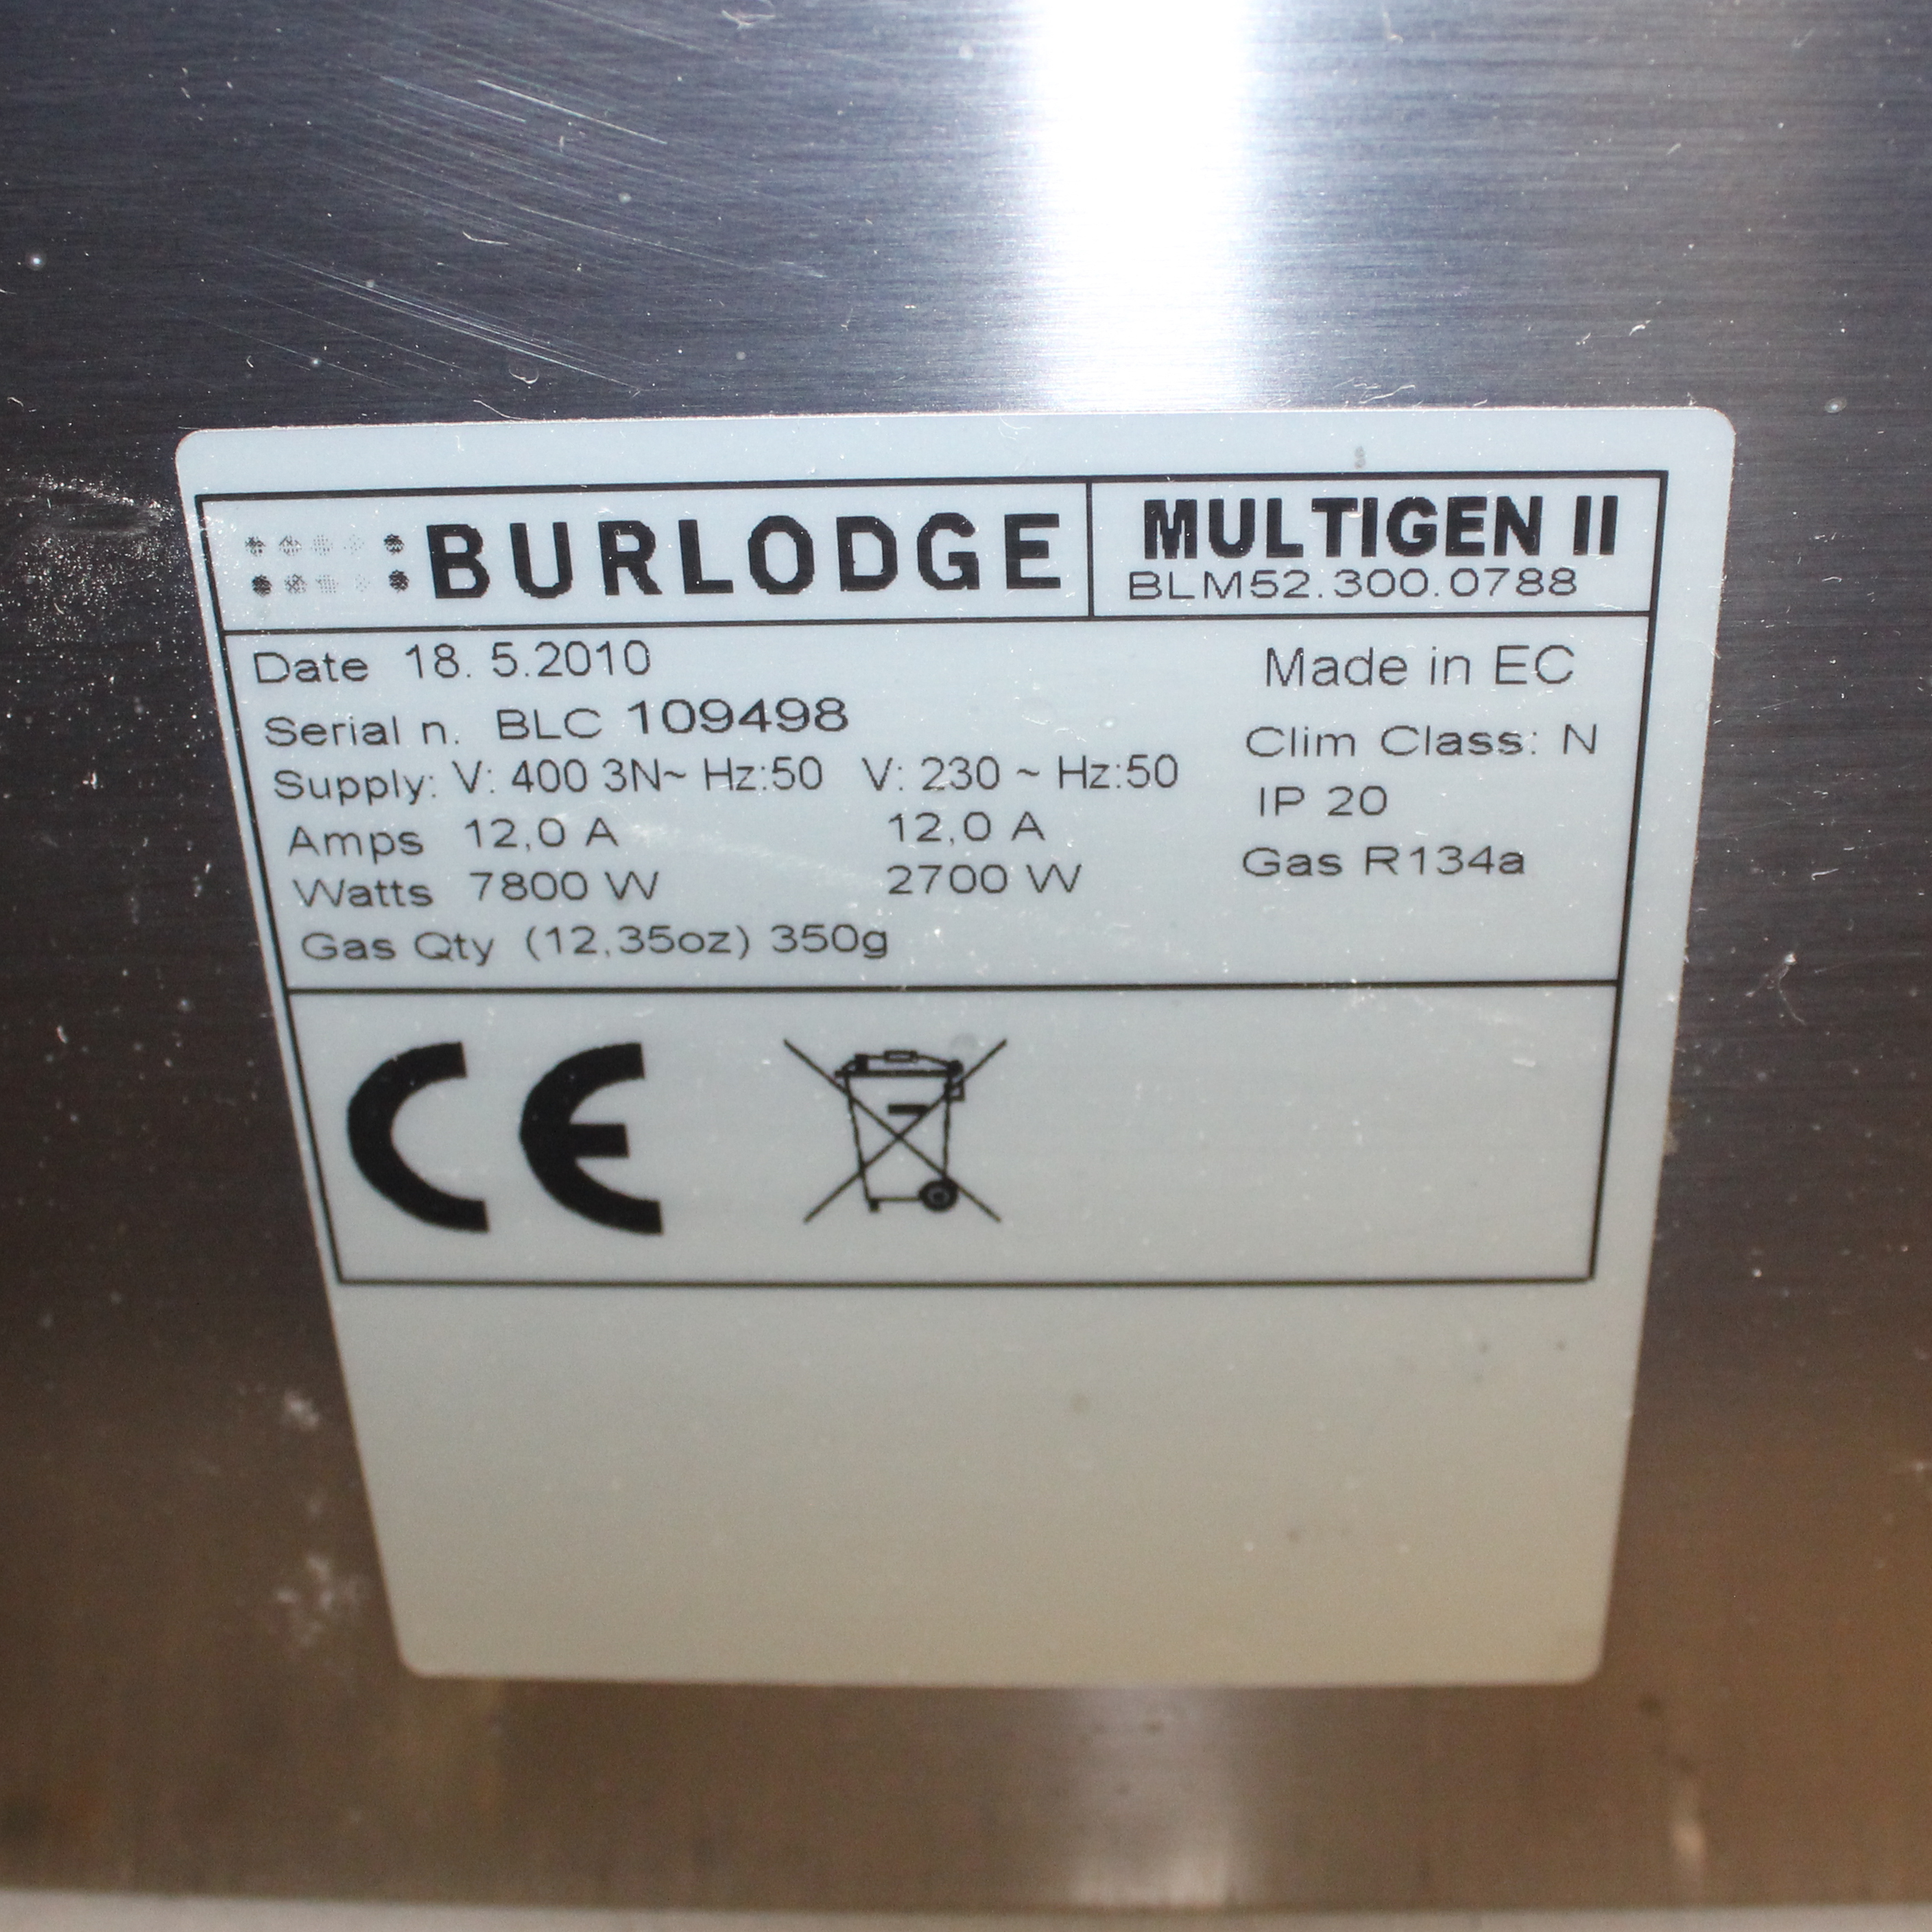 BURLODGE
MULTIGEN II
BLM52.300.0788
Date 18. 5.2010
Made in EC
Serial n. BLC 109498
Clim Class: N
Supply: V: 400 3N~ Hz:50 V: 230 ~ Hz:50
IP 20
Amps 12,0 A 12,0 A
Gas R134a
Watts 7800 W 2700 W
Gas Qty (12,35oz) 350g
CE